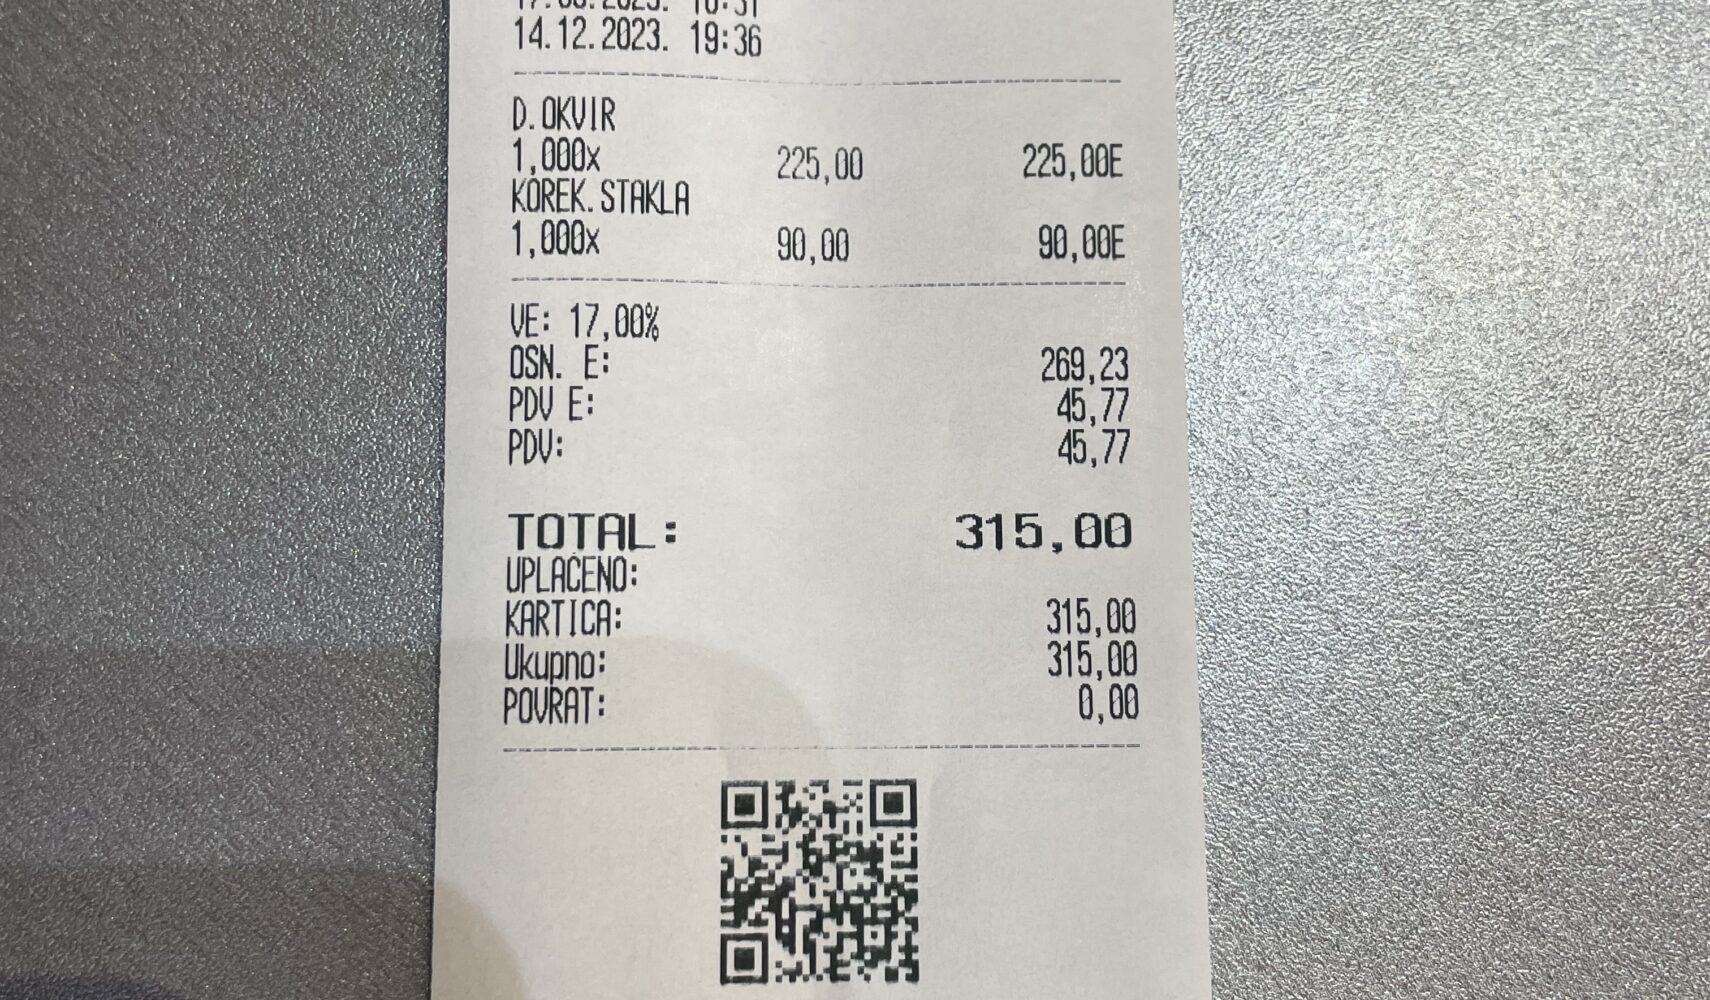 14.12.2023. 19:36
D.OKVIR
1,000x 225,00 225,00E
KOREK.STAKLA
1,000x 90,00 90,00E
VE: 17,00%
OSN. E: 269,23
PDV E: 45,77
PDV: 45,77
TOTAL: 315,00
UPLAĆENO:
KARTICA: 315,00
Ukupno: 315,00
POVRAT: 0,00